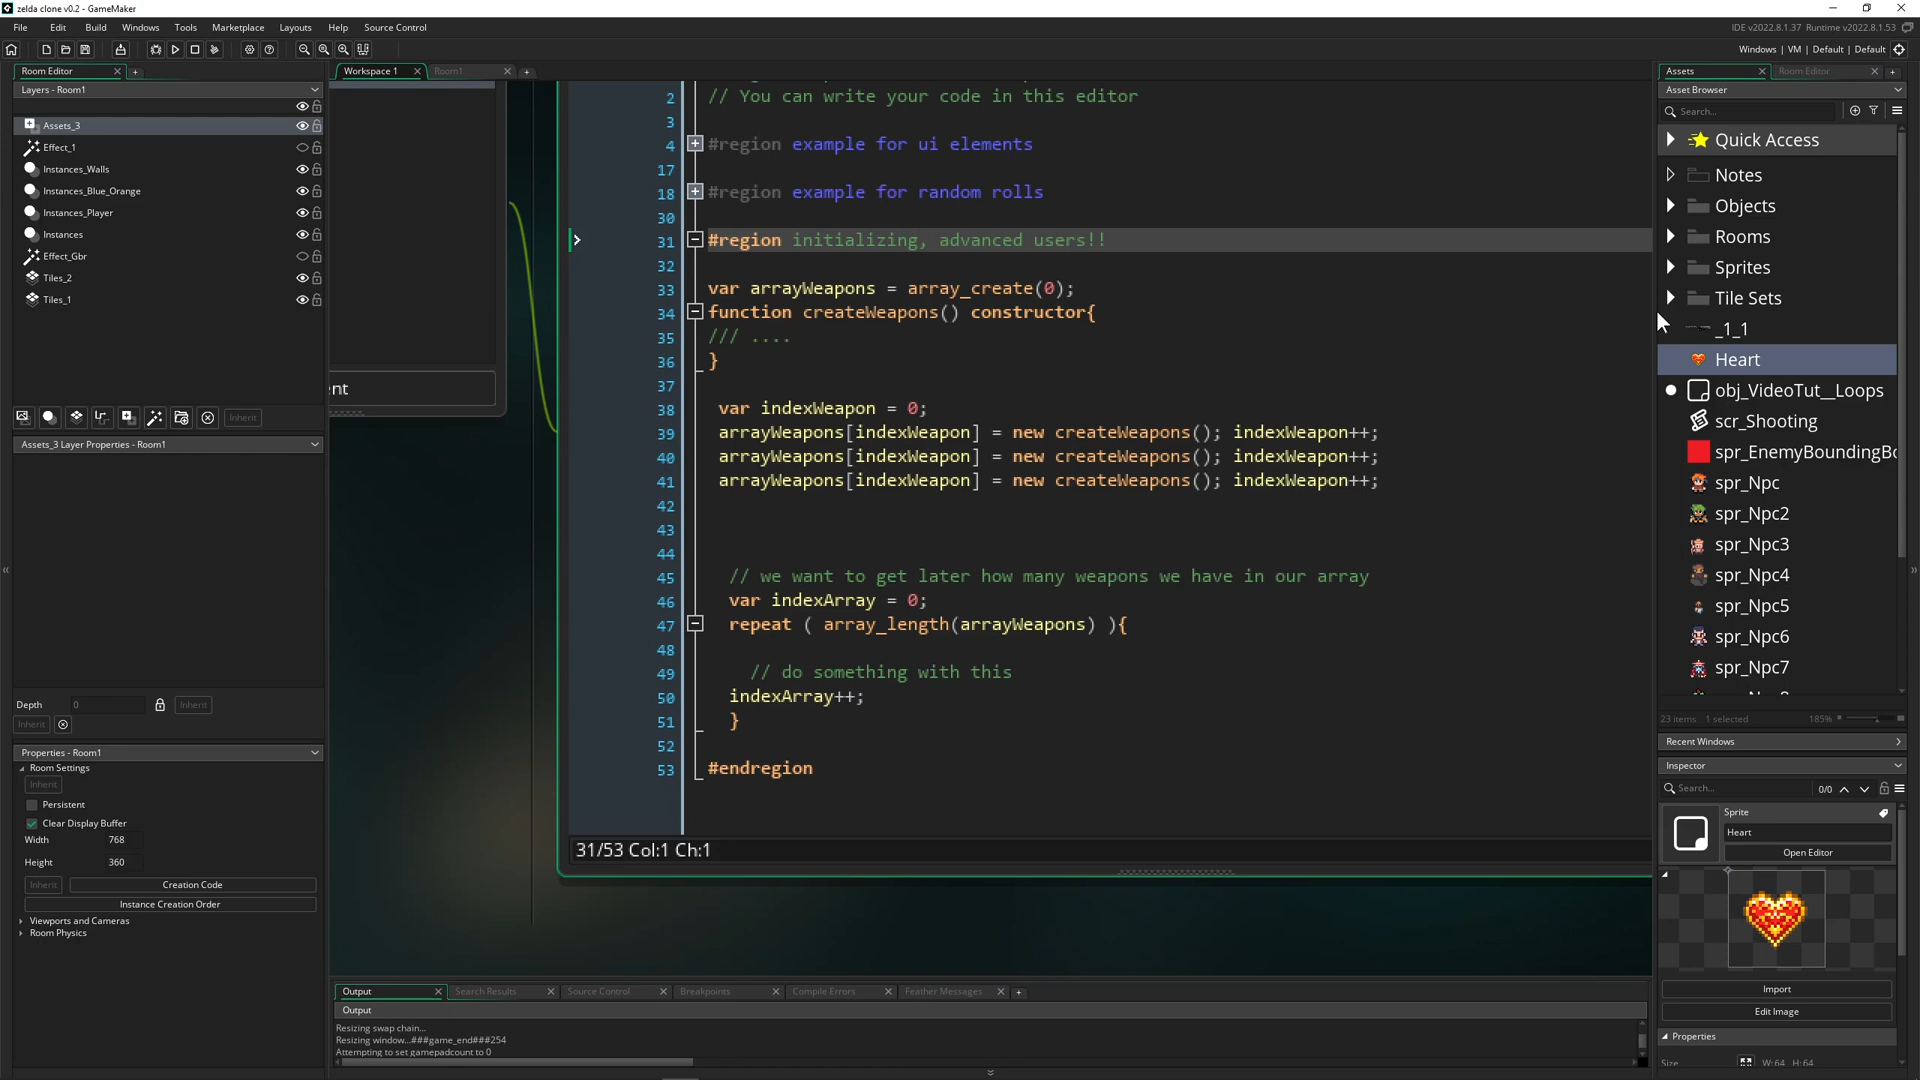 zelda clone v0.2 - GameMaker
File Edit Build Windows Tools Marketplace Layouts Help Source Control
IDE v2022.8.1.37 Runtime v2022.8.1.53
Windows | VM | Default | Default
Room Editor
Layers - Room1
Assets_3
Effect_1
Instances_Walls
Instances_Blue_Orange
Instances_Player
Instances
Effect_Gbr
Tiles_2
Tiles_1
Inherit
Assets_3 Layer Properties - Room1
Depth 0 Inherit
Inherit
Properties - Room1
Room Settings
Inherit
Persistent
Clear Display Buffer
Width 768
Height 360
Inherit Creation Code
Instance Creation Order
Viewports and Cameras
Room Physics
Workspace 1 Room1
nt
2 // You can write your code in this editor
3
4 #region example for ui elements
17
18 #region example for random rolls
30
31 #region initializing, advanced users!!
32
33 var arrayWeapons = array_create(0);
34 function createWeapons() constructor{
35 /// ....
36 }
37
38 var indexWeapon = 0;
39 arrayWeapons[indexWeapon] = new createWeapons(); indexWeapon++;
40 arrayWeapons[indexWeapon] = new createWeapons(); indexWeapon++;
41 arrayWeapons[indexWeapon] = new createWeapons(); indexWeapon++;
42
43
44
45 // we want to get later how many weapons we have in our array
46 var indexArray = 0;
47 repeat ( array_length(arrayWeapons) ){
48
49 // do something with this
50 indexArray++;
51 }
52
53 #endregion
31/53 Col:1 Ch:1
Output Search Results Source Control Breakpoints Compile Errors Feather Messages
Output
Resizing swap chain...
Resizing window...###game_end###254
Attempting to set gamepadcount to 0
Assets Room Editor
Asset Browser
Search...
Quick Access
Notes
Objects
Rooms
Sprites
Tile Sets
_1_1
Heart
obj_VideoTut__Loops
scr_Shooting
spr_EnemyBoundingBo
spr_Npc
spr_Npc2
spr_Npc3
spr_Npc4
spr_Npc5
spr_Npc6
spr_Npc7
23 items 1 selected 185%
Recent Windows
Inspector
Search... 0/0
Sprite
Heart
Open Editor
Import
Edit Image
Properties
Size W: 64 H: 64